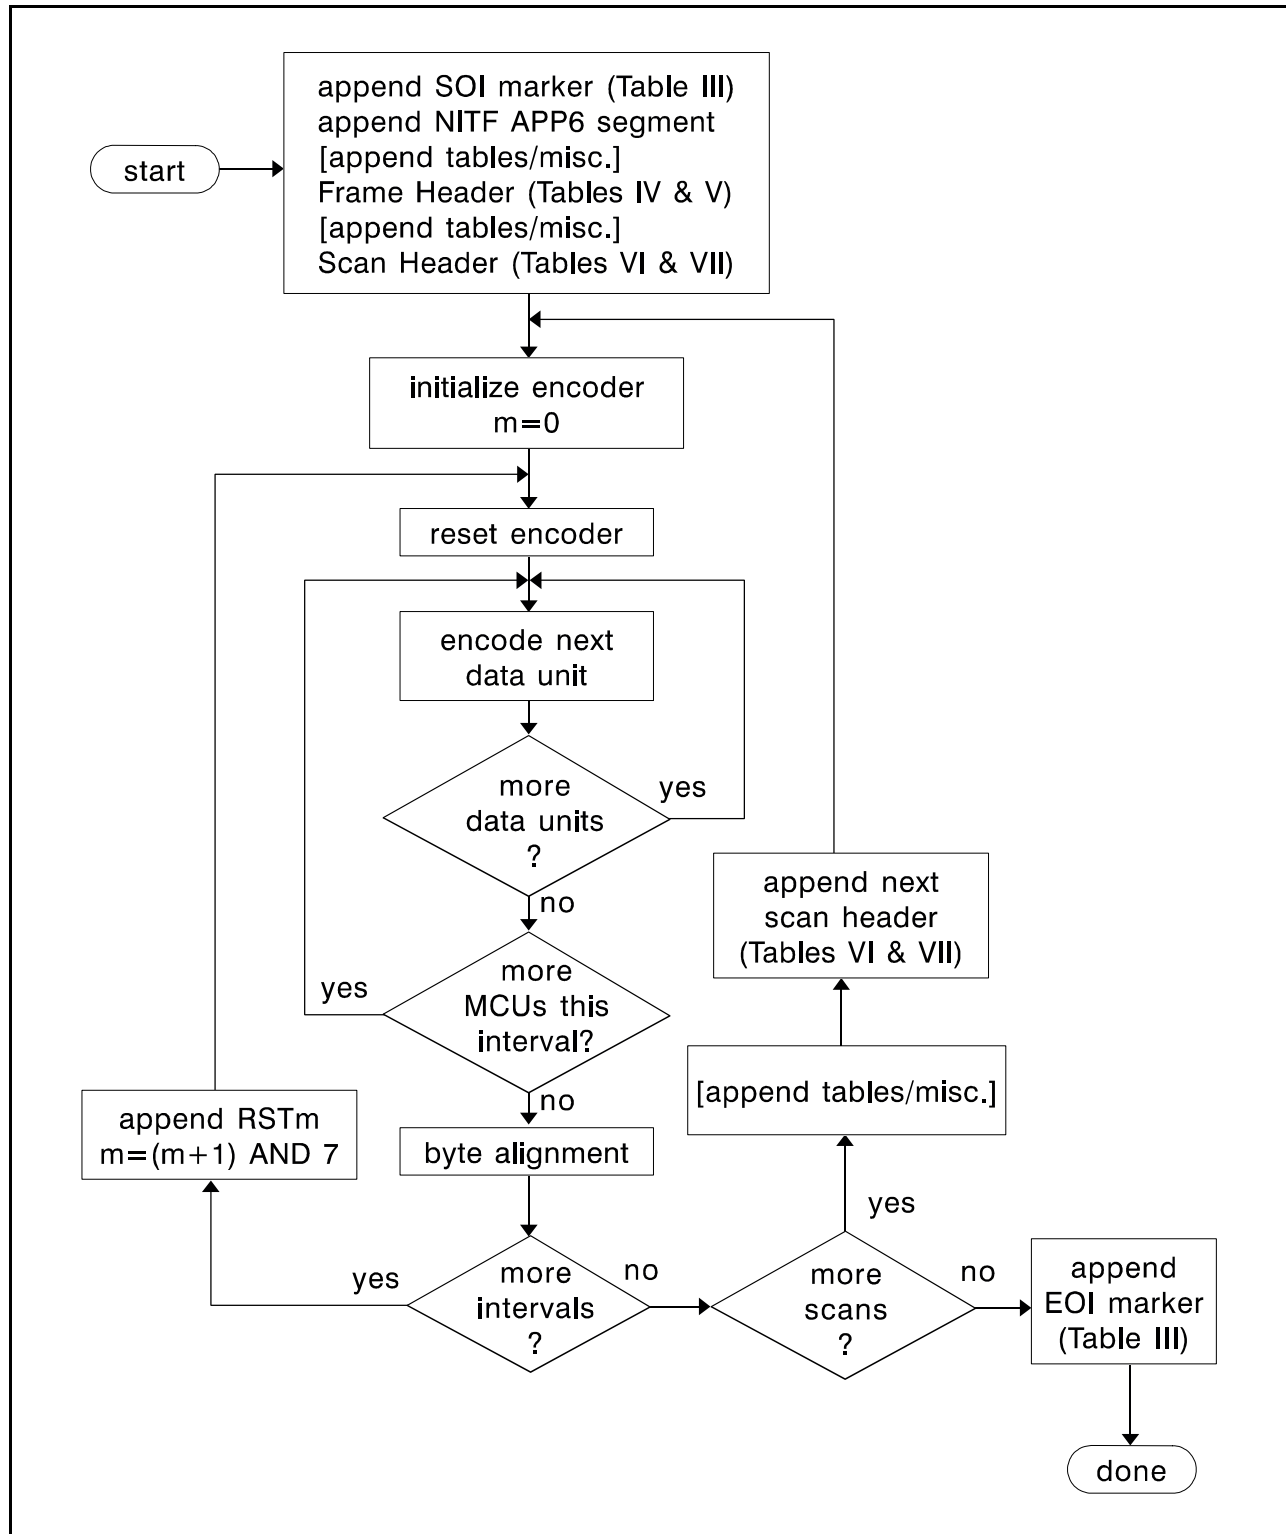 start
append SOI marker (Table III)
append NITF APP6 segment
[append tables/misc.]
Frame Header (Tables IV & V)
[append tables/misc.]
Scan Header (Tables VI & VII)
initialize encoder
m=0
reset encoder
encode next
data unit
more
data units
?
yes
no
more
MCUs this
interval?
yes
no
append RSTm
m=(m+1) AND 7
byte alignment
more
intervals
?
yes
no
append next
scan header
(Tables VI & VII)
[append tables/misc.]
yes
more
scans
?
no
append
EOI marker
(Table III)
done